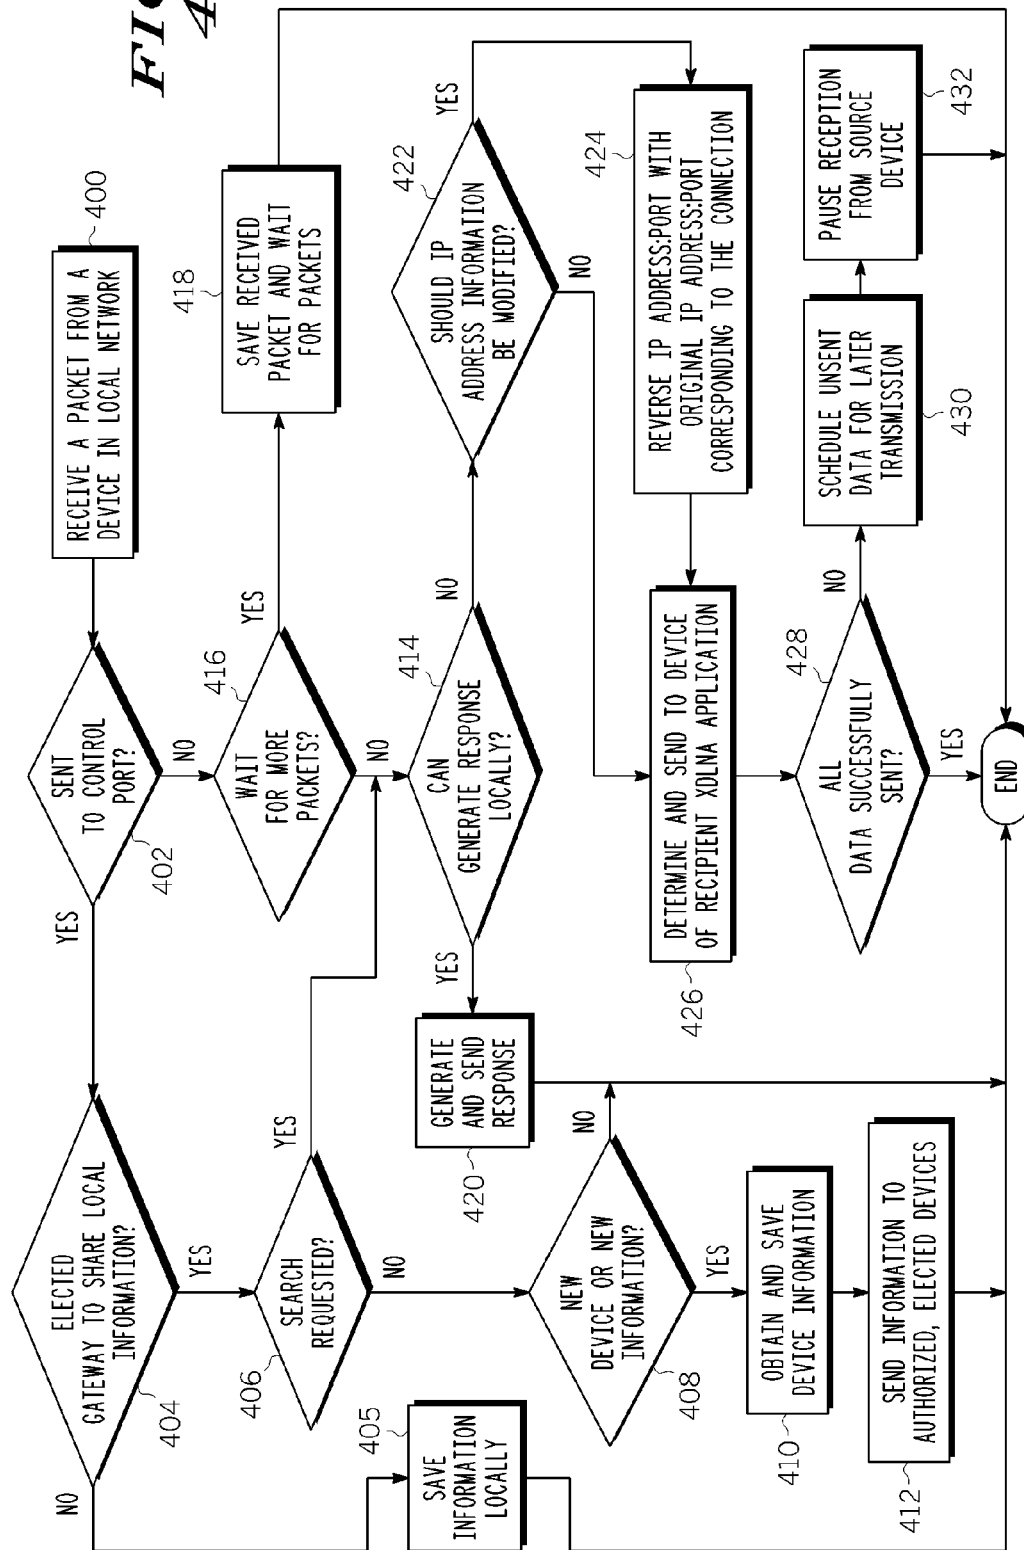 FIG
4
RECEIVE A PACKET FROM A
DEVICE IN LOCAL NETWORK
400
SENT
TO CONTROL
PORT?
402
YES
NO
ELECTED
GATEWAY TO SHARE LOCAL
INFORMATION?
404
NO
YES
SAVE
INFORMATION
LOCALLY
405
SEARCH
REQUESTED?
406
YES
NO
NEW
DEVICE OR NEW
INFORMATION?
408
NO
YES
OBTAIN AND SAVE
DEVICE INFORMATION
410
SEND INFORMATION TO
AUTHORIZED, ELECTED DEVICES
412
WAIT
FOR MORE
PACKETS?
416
YES
NO
SAVE RECEIVED
PACKET AND WAIT
FOR PACKETS
418
CAN
GENERATE RESPONSE
LOCALLY?
414
YES
NO
GENERATE
AND SEND
RESPONSE
420
SHOULD IP
ADDRESS INFORMATION
BE MODIFIED?
422
YES
NO
REVERSE IP ADDRESS:PORT WITH
ORIGINAL IP ADDRESS:PORT
CORRESPONDING TO THE CONNECTION
424
DETERMINE AND SEND TO DEVICE
OF RECIPIENT XDLNA APPLICATION
426
ALL
DATA SUCCESSFULLY
SENT?
428
NO
YES
SCHEDULE UNSENT
DATA FOR LATER
TRANSMISSION
430
PAUSE RECEPTION
FROM SOURCE
DEVICE
432
END